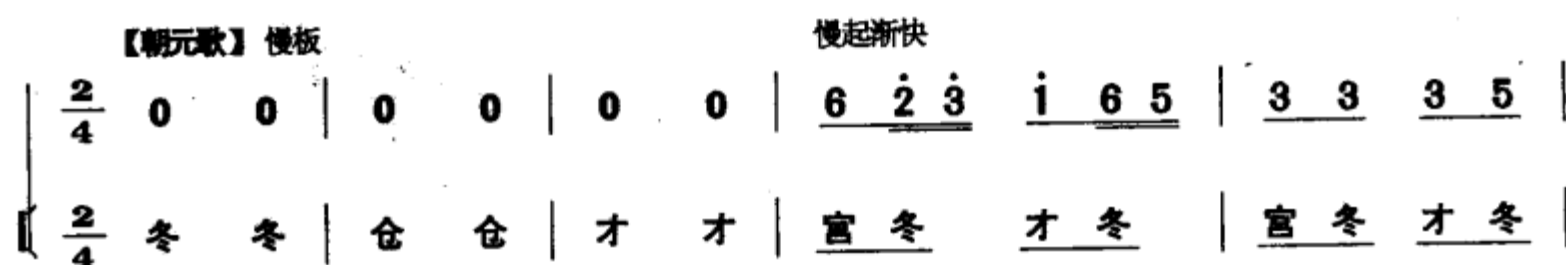 【朝元歌】 慢板 慢起渐快
2/4 0 0 | 0 0 | 0 0 | 6 2̇ 3̇ 1̇ 6 5 | 3 3 3 5 |
2/4 冬 冬 | 仓 仓 | 才 才 | 宫 冬 才 冬 | 宫 冬 才 冬 |